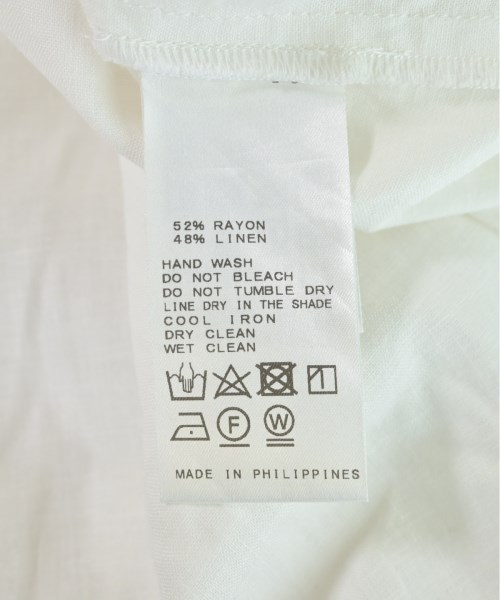 52% RAYON
48% LINEN
HAND WASH
DO NOT BLEACH
DO NOT TUMBLE DRY
LINE DRY IN THE SHADE
COOL IRON
DRY CLEAN
WET CLEAN
F W
MADE IN PHILIPPINES